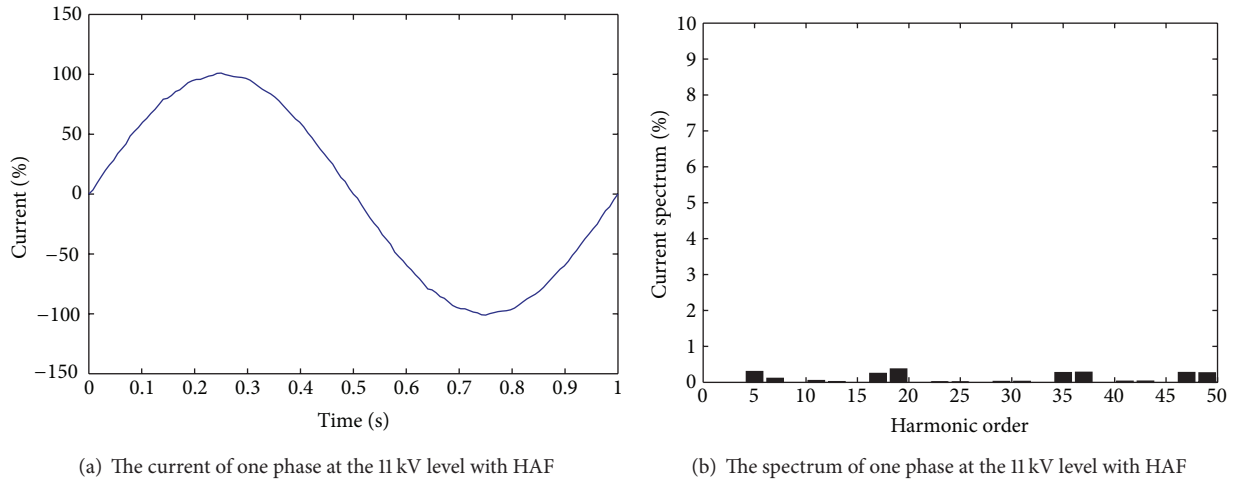 150
100
50
0
−50
−100
−150
Current (%)
0 0.1 0.2 0.3 0.4 0.5 0.6 0.7 0.8 0.9 1
Time (s)
(a) The current of one phase at the 11 kV level with HAF
10
9
8
7
6
5
4
3
2
1
0
Current spectrum (%)
0 5 10 15 20 25 30 35 40 45 50
Harmonic order
(b) The spectrum of one phase at the 11 kV level with HAF